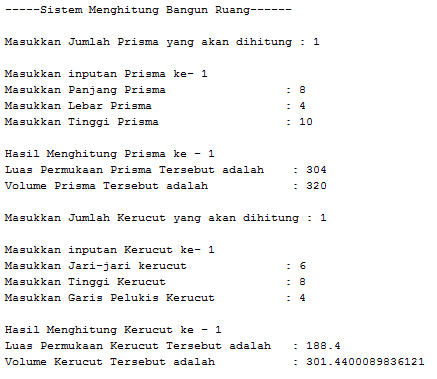 -----Sistem Menghitung Bangun Ruang------
Masukkan Jumlah Prisma yang akan dihitung : 1
Masukkan inputan Prisma ke- 1
Masukkan Panjang Prisma : 8
Masukkan Lebar Prisma : 4
Masukkan Tinggi Prisma : 10
Hasil Menghitung Prisma ke - 1
Luas Permukaan Prisma Tersebut adalah : 304
Volume Prisma Tersebut adalah : 320
Masukkan Jumlah Kerucut yang akan dihitung : 1
Masukkan inputan Kerucut ke- 1
Masukkan Jari-jari kerucut : 6
Masukkan Tinggi Kerucut : 8
Masukkan Garis Pelukis Kerucut : 4
Hasil Menghitung Kerucut ke - 1
Luas Permukaan Kerucut Tersebut adalah : 188.4
Volume Kerucut Tersebut adalah : 301.4400089836121